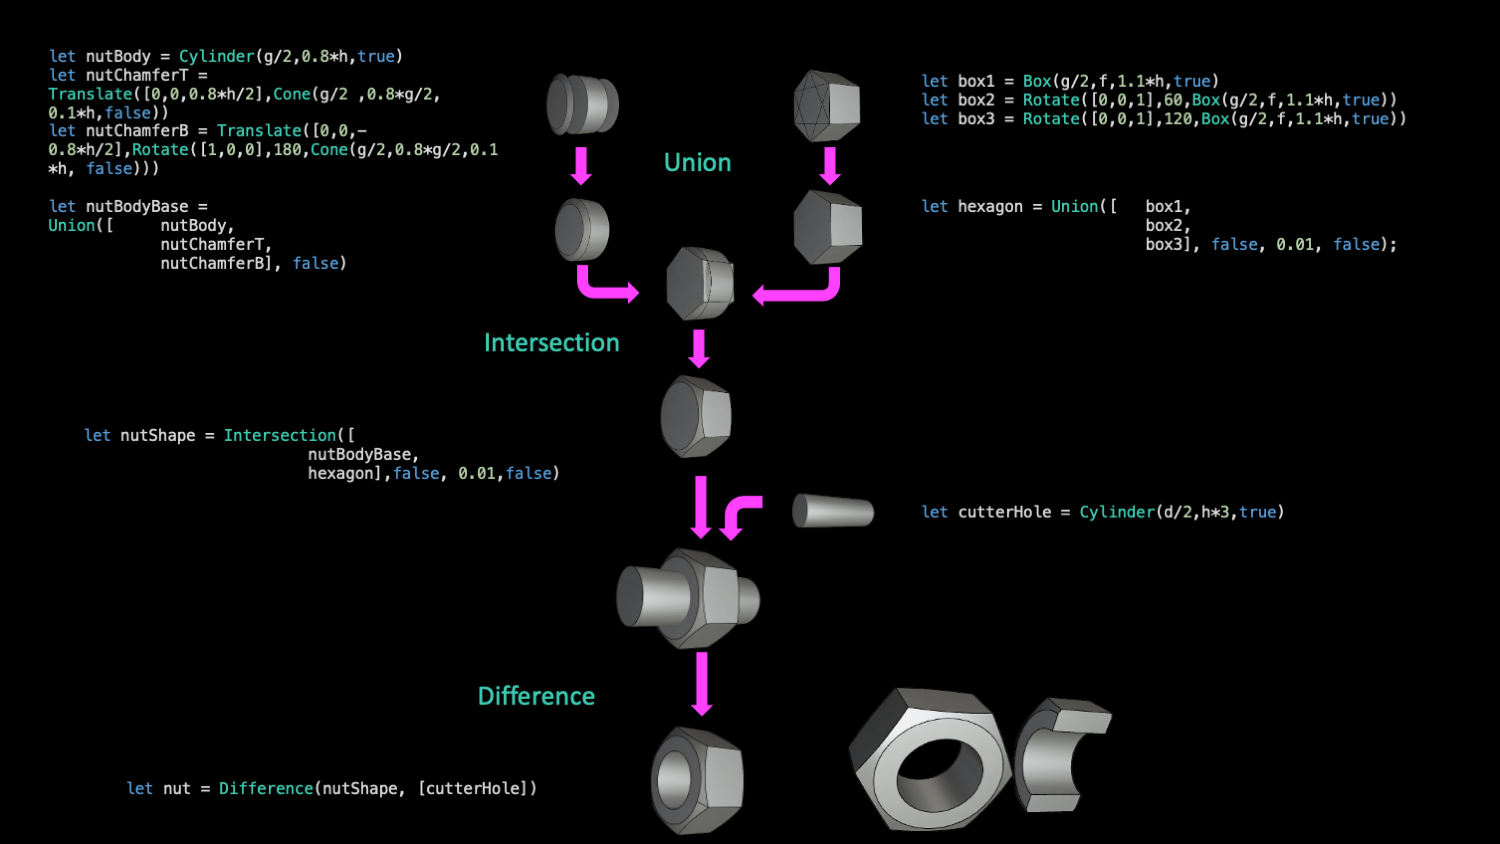 let nutBody = Cylinder(g/2,0.8*h,true)
let nutChamferT =
Translate([0,0,0.8*h/2],Cone(g/2 ,0.8*g/2,
0.1*h,false))
let nutChamferB = Translate([0,0,–
0.8*h/2],Rotate([1,0,0],180,Cone(g/2,0.8*g/2,0.1
*h, false)))
let box1 = Box(g/2,f,1.1*h,true)
let box2 = Rotate([0,0,1],60,Box(g/2,f,1.1*h,true))
let box3 = Rotate([0,0,1],120,Box(g/2,f,1.1*h,true))
Union
let nutBodyBase =
Union([ nutBody,
nutChamferT,
nutChamferB], false)
let hexagon = Union([ box1,
box2,
box3], false, 0.01, false);
Intersection
let nutShape = Intersection([
nutBodyBase,
hexagon],false, 0.01,false)
let cutterHole = Cylinder(d/2,h*3,true)
Difference
let nut = Difference(nutShape, [cutterHole])